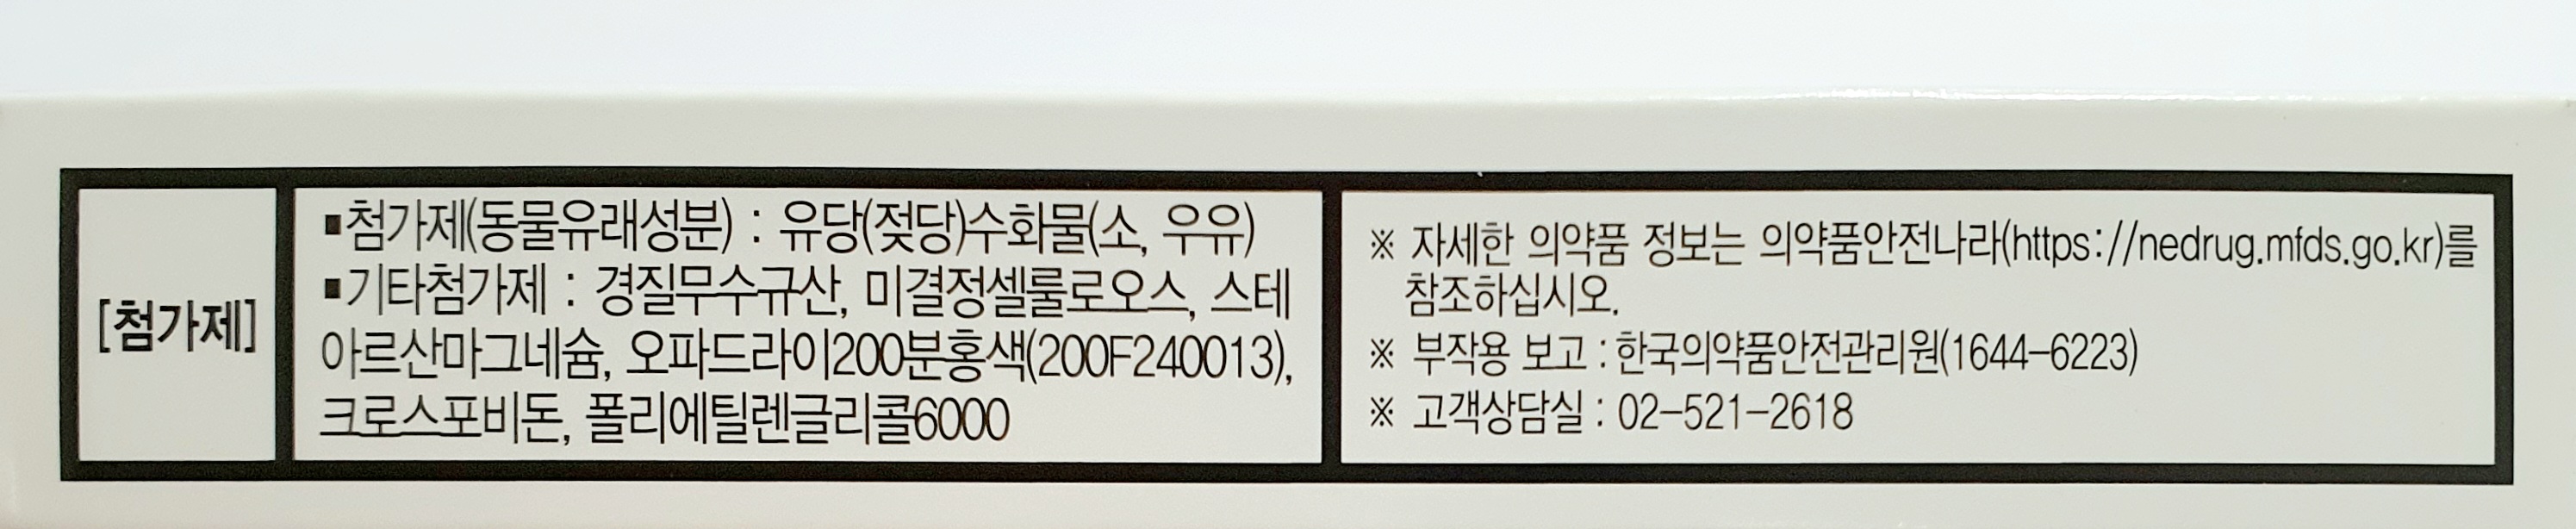 [첨가제]
▪첨가제(동물유래성분) : 유당(젖당)수화물(소, 우유)
▪기타첨가제 : 경질무수규산, 미결정셀룰로오스, 스테
아르산마그네슘, 오파드라이200분홍색(200F240013),
크로스포비돈, 폴리에틸렌글리콜6000
※ 자세한 의약품 정보는 의약품안전나라(https://nedrug.mfds.go.kr)를
참조하십시오.
※ 부작용 보고 : 한국의약품안전관리원(1644-6223)
※ 고객상담실 : 02-521-2618